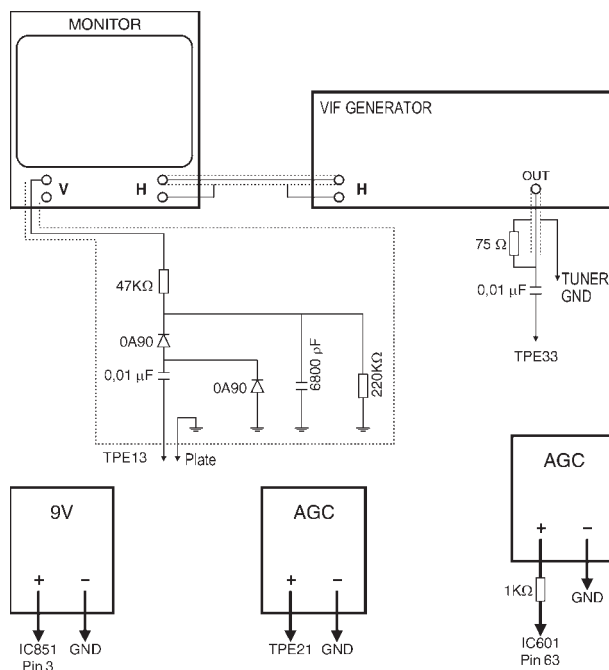 MONITOR
V
H
VIF GENERATOR
H
OUT
75 Ω
0,01 µF
TUNER
GND
TPE33
47KΩ
0A90
0,01 µF
0A90
6800 pF
220KΩ
TPE13
Plate
9V
+
−
IC851
Pin 3
GND
AGC
+
−
TPE21
GND
AGC
+
−
1KΩ
GND
IC601
Pin 63